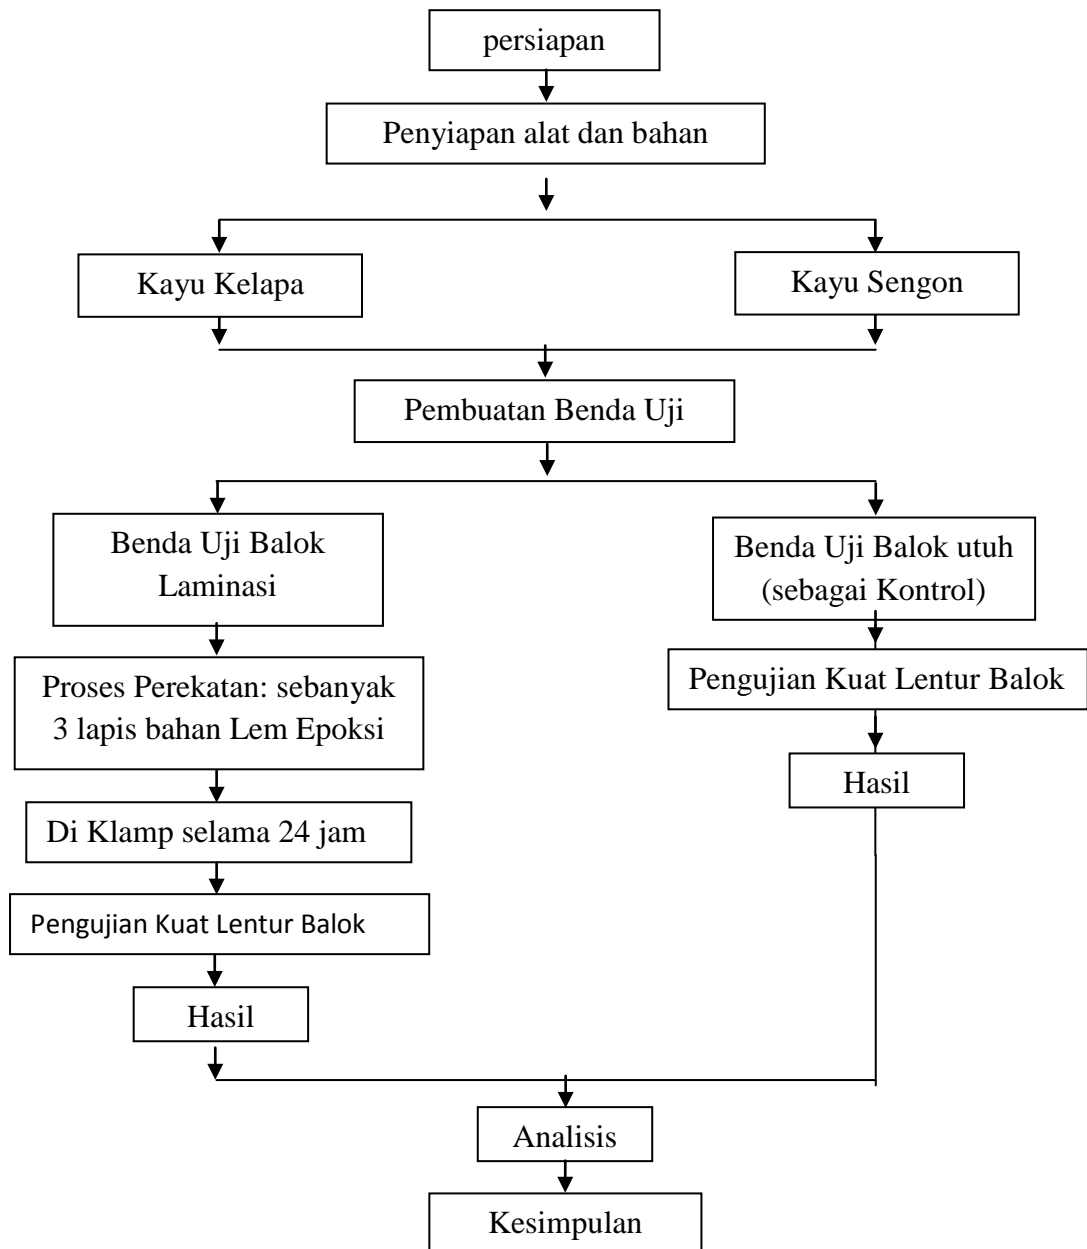 persiapan
Penyiapan alat dan bahan
Kayu Kelapa
Kayu Sengon
Pembuatan Benda Uji
Benda Uji Balok
Laminasi
Benda Uji Balok utuh
(sebagai Kontrol)
Proses Perekatan: sebanyak
3 lapis bahan Lem Epoksi
Pengujian Kuat Lentur Balok
Hasil
Di Klamp selama 24 jam
Pengujian Kuat Lentur Balok
Hasil
Analisis
Kesimpulan